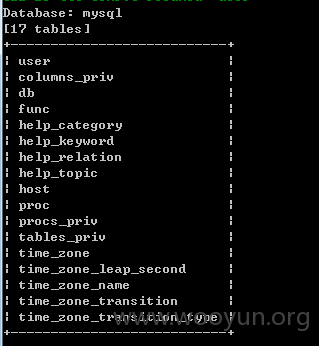 Database: mysql
[17 tables]
+---------------------------+
| user                      |
| columns_priv              |
| db                        |
| func                      |
| help_category             |
| help_keyword              |
| help_relation             |
| help_topic                |
| host                      |
| proc                      |
| procs_priv                |
| tables_priv               |
| time_zone                 |
| time_zone_leap_second     |
| time_zone_name            |
| time_zone_transition      |
| time_zone_transition_type |
+---------------------------+
www.wooyun.org